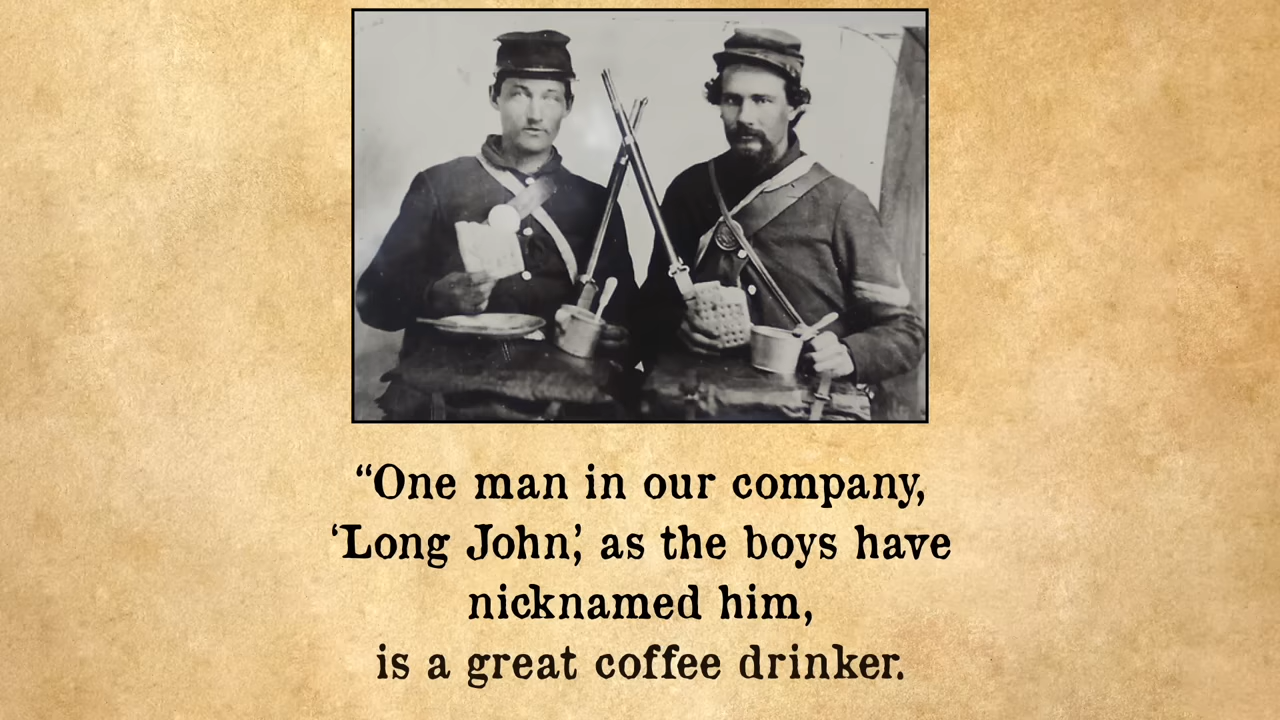 “One man in our company,
‘Long John,’ as the boys have
nicknamed him,
is a great coffee drinker.